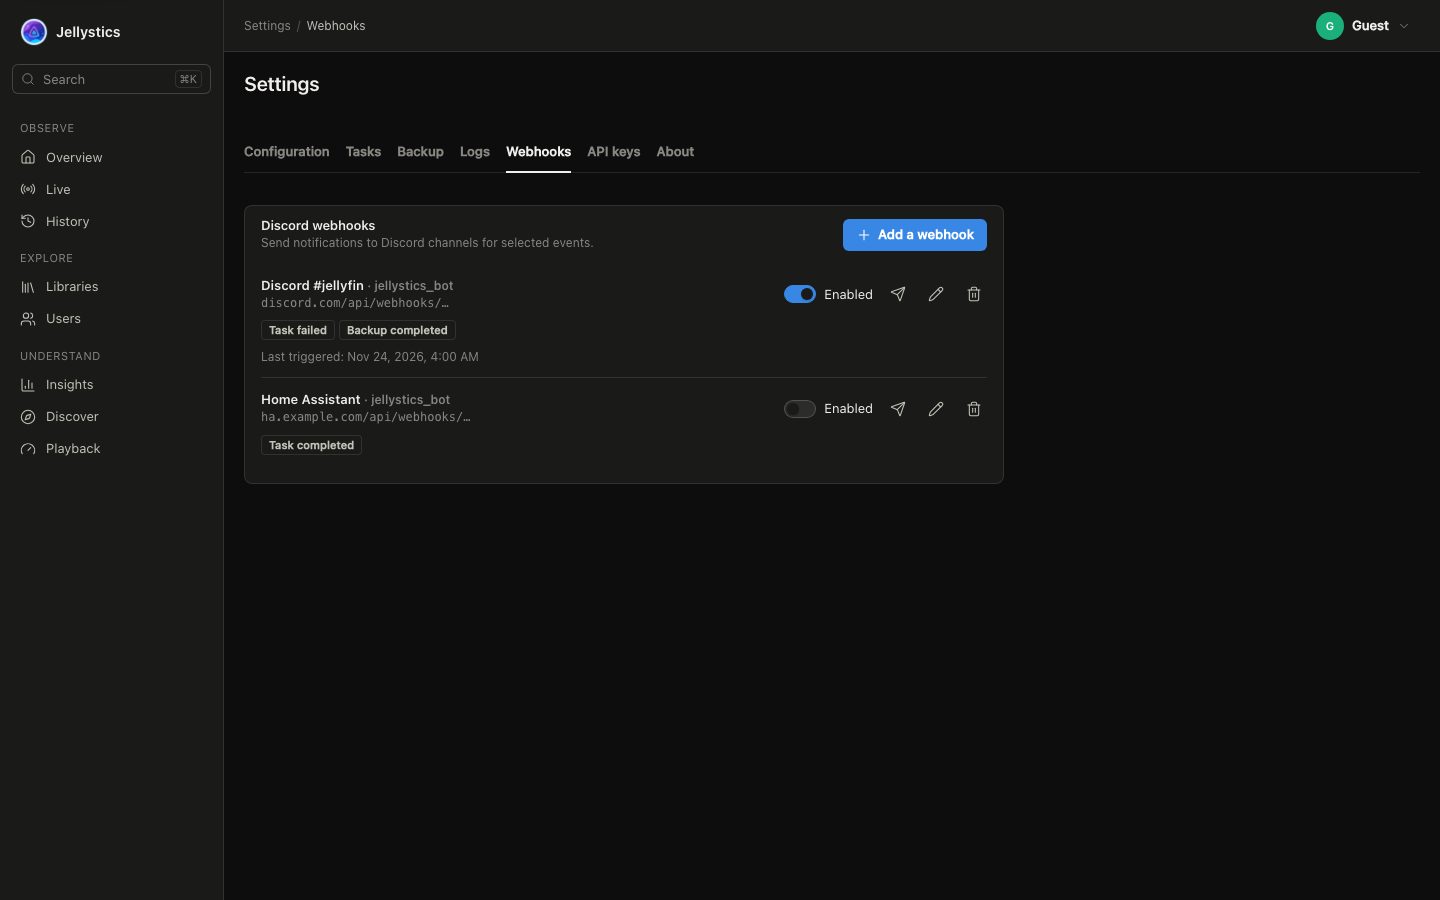 Jellystics
Settings / Webhooks
G Guest
Search ⌘K
OBSERVE
Overview
Live
History
EXPLORE
Libraries
Users
UNDERSTAND
Insights
Discover
Playback
Settings
Configuration Tasks Backup Logs Webhooks API keys About
Discord webhooks
Send notifications to Discord channels for selected events.
Add a webhook
Discord #jellyfin · jellystics_bot
discord.com/api/webhooks/…
Enabled
Task failed Backup completed
Last triggered: Nov 24, 2026, 4:00 AM
Home Assistant · jellystics_bot
ha.example.com/api/webhooks/…
Enabled
Task completed